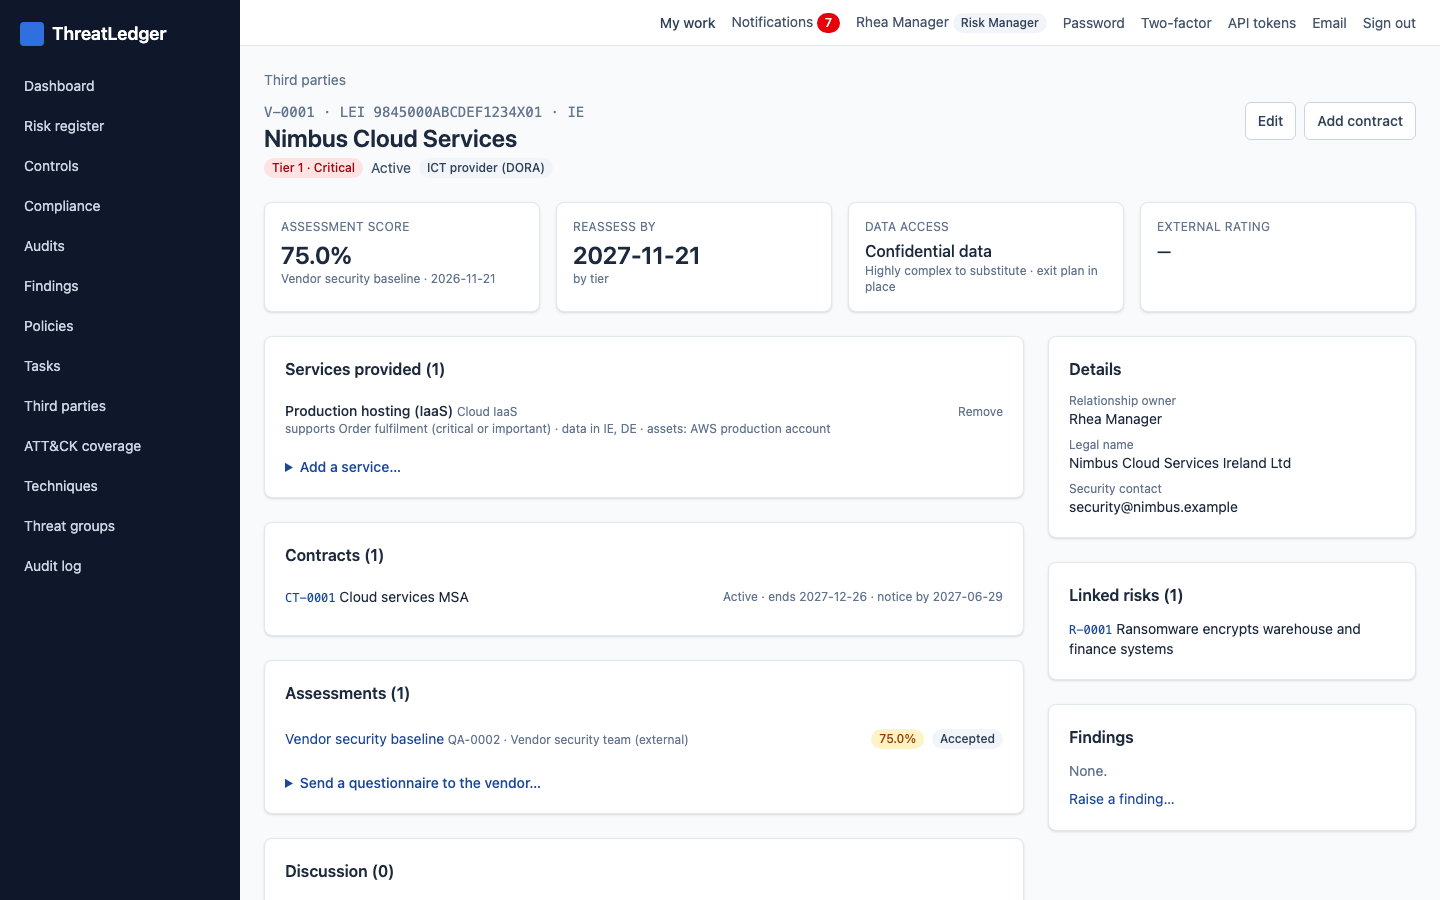 ThreatLedger
Dashboard
Risk register
Controls
Compliance
Audits
Findings
Policies
Tasks
Third parties
ATT&CK coverage
Techniques
Threat groups
Audit log
My work Notifications 7 Rhea Manager Risk Manager Password Two-factor API tokens Email Sign out
Third parties
V-0001 · LEI 9845000ABCDEF1234X01 · IE
Nimbus Cloud Services
Tier 1 · Critical Active ICT provider (DORA)
Edit Add contract
ASSESSMENT SCORE
75.0%
Vendor security baseline · 2026-11-21
REASSESS BY
2027-11-21
by tier
DATA ACCESS
Confidential data
Highly complex to substitute · exit plan in
place
EXTERNAL RATING
—
Services provided (1)
Production hosting (IaaS) Cloud IaaS Remove
supports Order fulfilment (critical or important) · data in IE, DE · assets: AWS production account
▶ Add a service...
Contracts (1)
CT-0001 Cloud services MSA Active · ends 2027-12-26 · notice by 2027-06-29
Assessments (1)
Vendor security baseline QA-0002 · Vendor security team (external) 75.0% Accepted
▶ Send a questionnaire to the vendor...
Discussion (0)
Details
Relationship owner
Rhea Manager
Legal name
Nimbus Cloud Services Ireland Ltd
Security contact
security@nimbus.example
Linked risks (1)
R-0001 Ransomware encrypts warehouse and
finance systems
Findings
None.
Raise a finding...